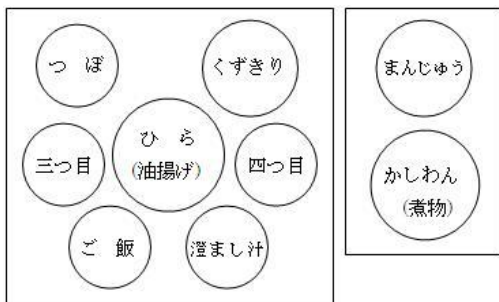 つ ぼ
くずきり
まんじゅう
ひ ら
(油揚げ)
三つ目
四つ目
かしわん
(煮物)
ご 飯
澄まし汁